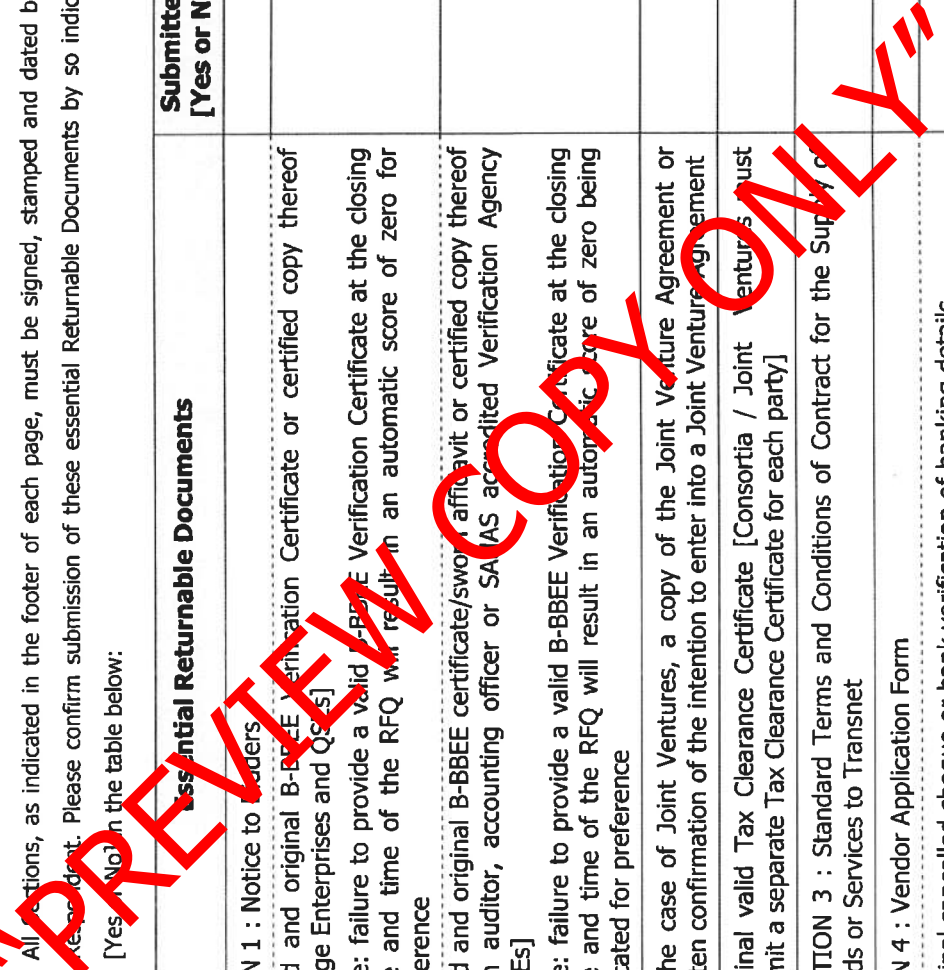 All sections, as indicated in the footer of each page, must be signed, stamped and dated b
Respondent. Please confirm submission of these essential Returnable Documents by so indic
[Yes or No] in the table below:
Essential Returnable Documents
Submitte
[Yes or N
N 1 : Notice to Bidders
d and original B-BBEE Verification Certificate or certified copy thereof
ge Enterprises and QSEs]
e: failure to provide a valid B-BBEE Verification Certificate at the closing
e and time of the RFQ will result in an automatic score of zero for
erence
d and original B-BBEE certificate/sworn affidavit or certified copy thereof
n auditor, accounting officer or SANAS accredited Verification Agency
Es]
e: failure to provide a valid B-BBEE Verification Certificate at the closing
e and time of the RFQ will result in an automatic score of zero being
cated for preference
he case of Joint Ventures, a copy of the Joint Venture Agreement or
ten confirmation of the intention to enter into a Joint Venture Agreement
inal valid Tax Clearance Certificate [Consortia / Joint Ventures must
mit a separate Tax Clearance Certificate for each party]
TION 3 : Standard Terms and Conditions of Contract for the Supply of
ds or Services to Transnet
N 4 : Vendor Application Form
"PREVIEW COPY ONLY"